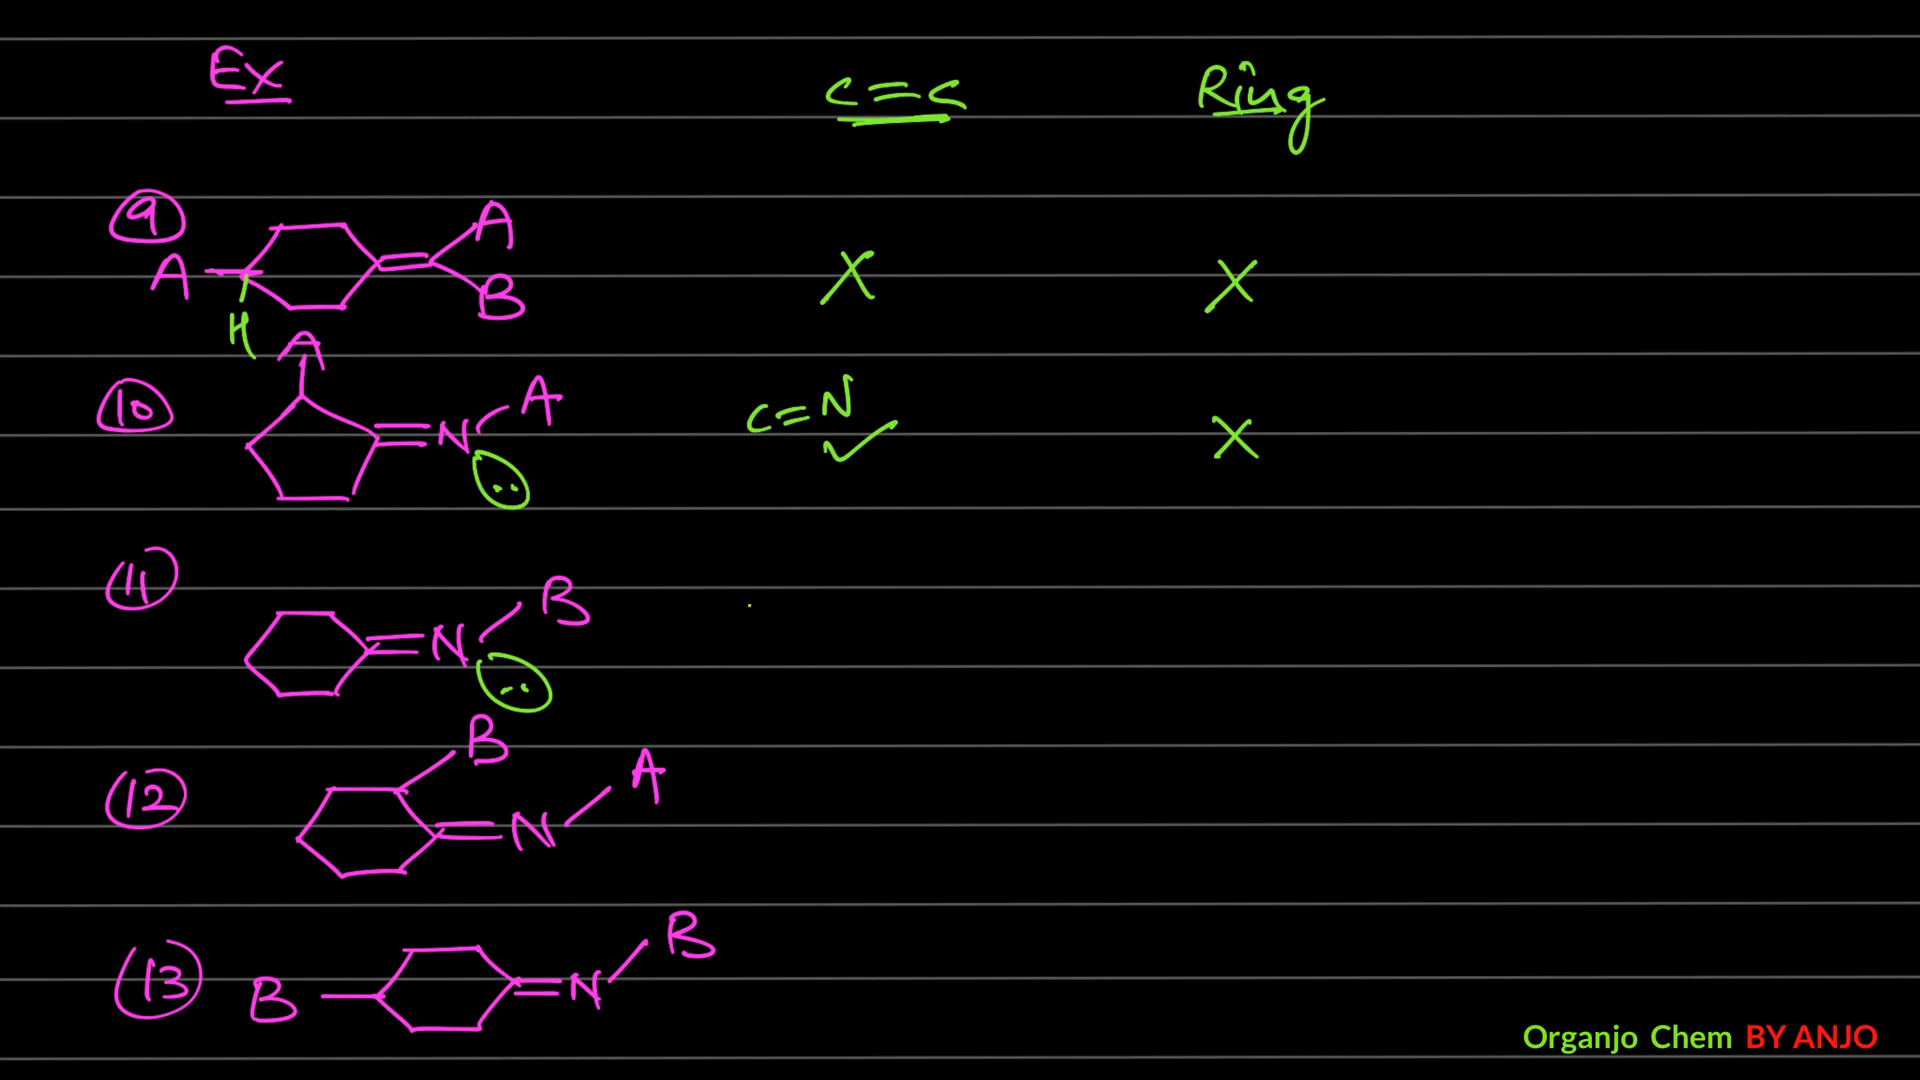 Ex C=C Ring
9 A A B H X X
10 A N A C=N ✓ X
11 N B
12 B N A
13 B N B
Organjo Chem BY ANJO